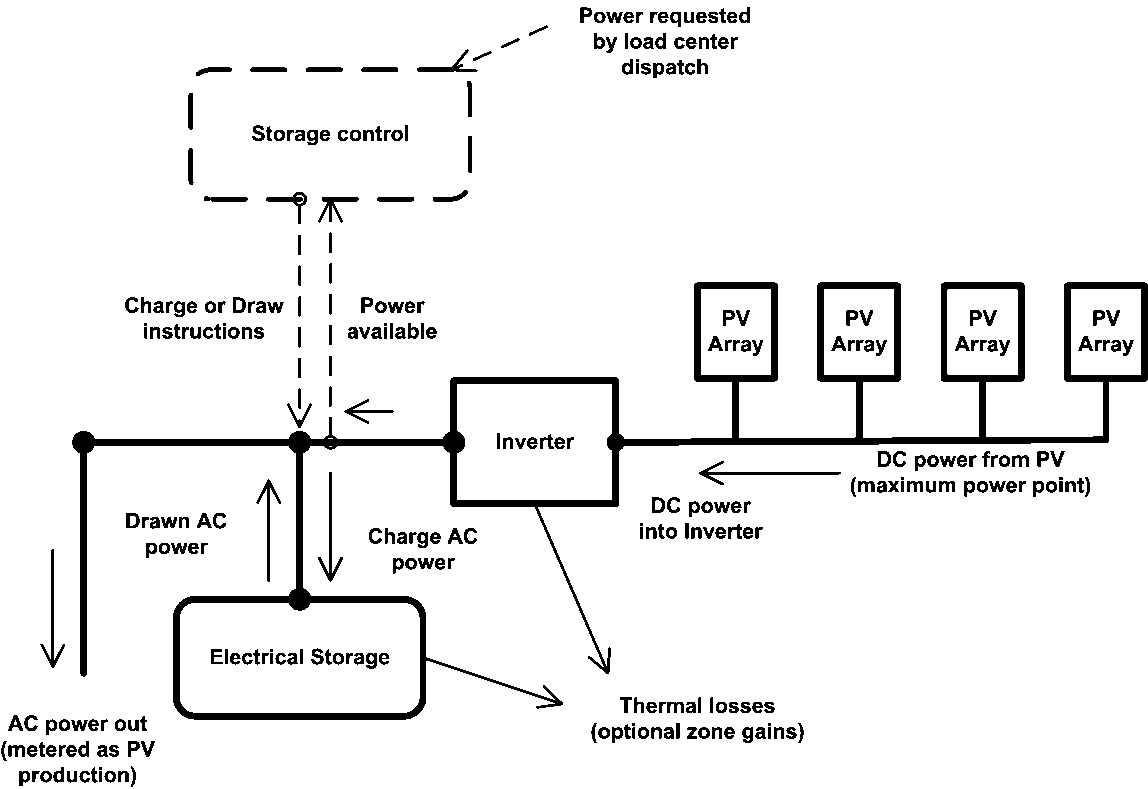 Power requested
by load center
dispatch
Storage control
Charge or Draw
instructions
Power
available
PV
Array
PV
Array
PV
Array
PV
Array
Inverter
DC power from PV
(maximum power point)
DC power
into Inverter
Drawn AC
power
Charge AC
power
Electrical Storage
Thermal losses
(optional zone gains)
AC power out
(metered as PV
production)